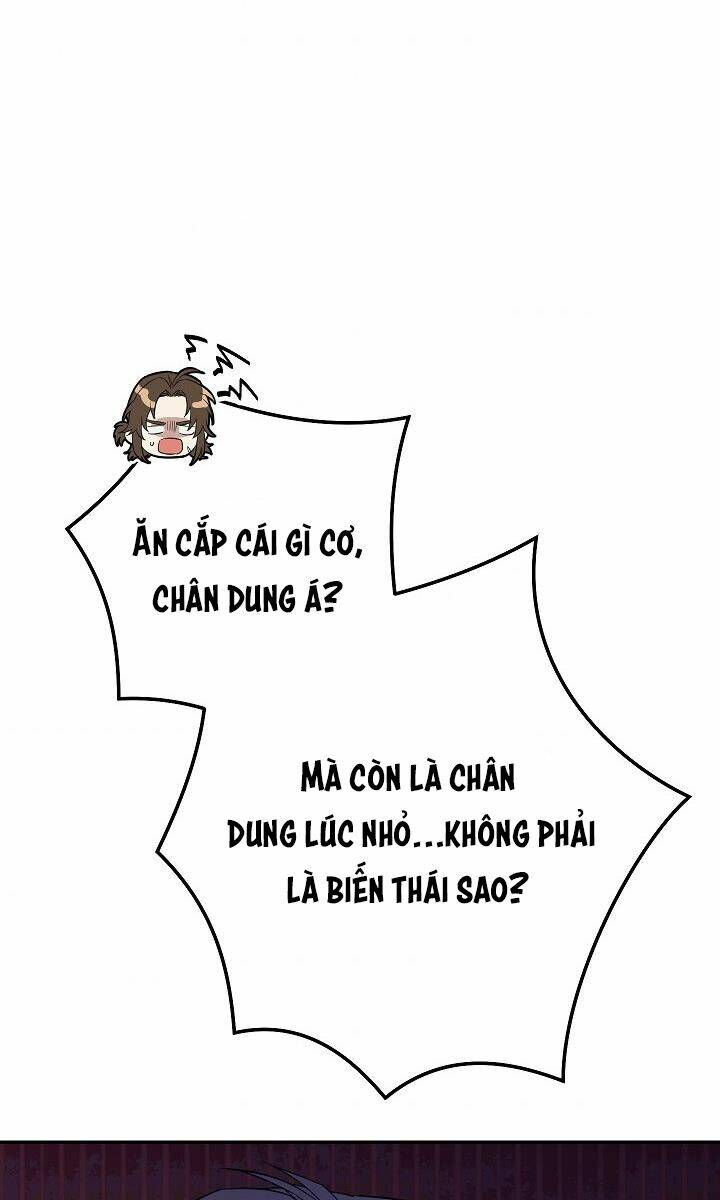 ĂN CẮP CÁI GÌ CƠ,
CHÂN DUNG Á?
MÀ CÒN LÀ CHÂN
DUNG LÚC NHỎ...KHÔNG PHẢI
LÀ BIẾN THÁI SAO?